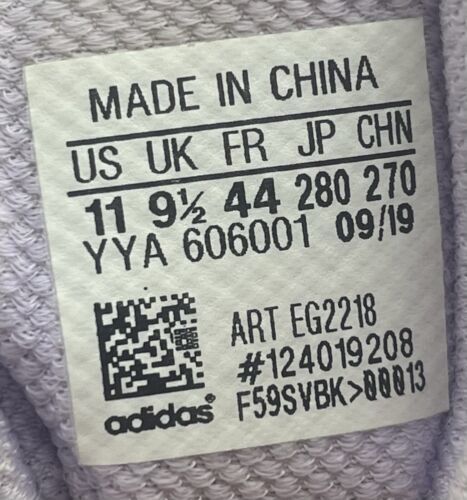 MADE IN CHINA
US UK FR JP CHN
11 9½ 44 280 270
YYA 606001 09/19
ART EG2218
#124019208
F59SVBK>00013
adidas